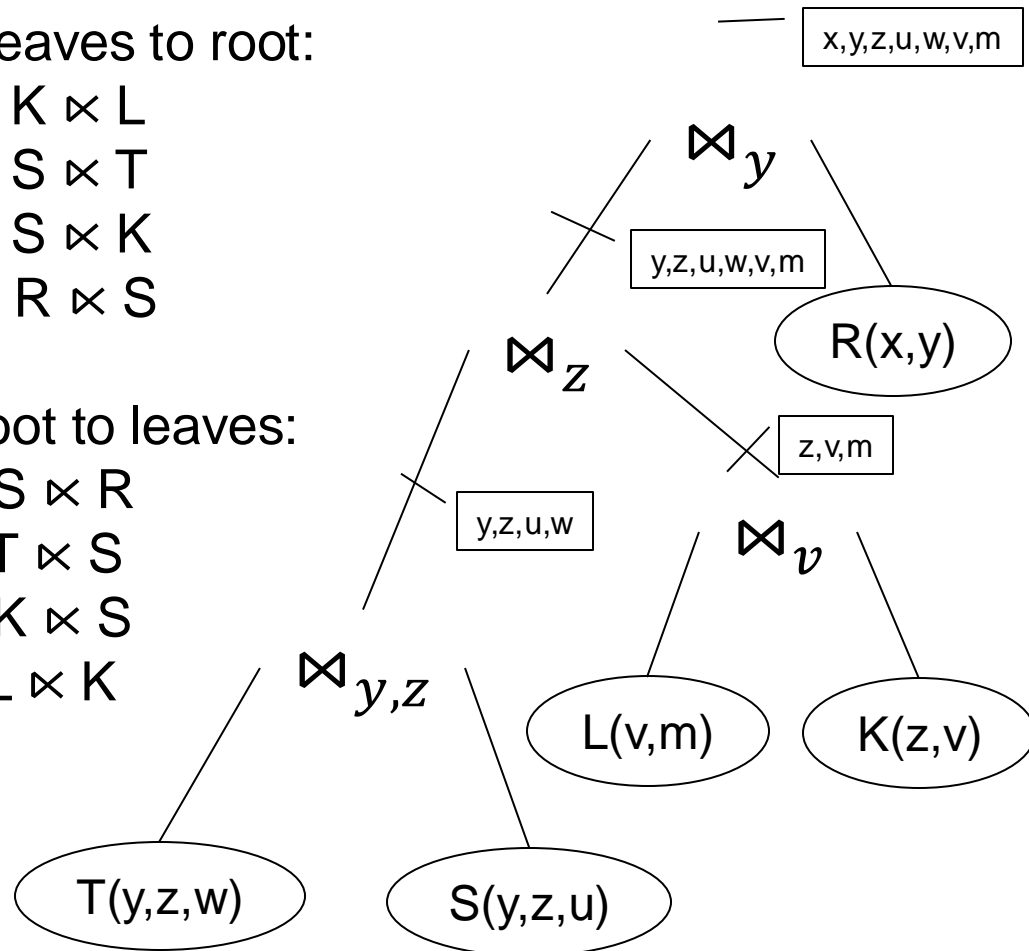 eaves to root:
K ⋉ L
S ⋉ T
S ⋉ K
R ⋉ S
oot to leaves:
S ⋉ R
T ⋉ S
K ⋉ S
L ⋉ K
x,y,z,u,w,v,m
⋈y
y,z,u,w,v,m
R(x,y)
⋈z
z,v,m
y,z,u,w
⋈v
⋈y,z
L(v,m)
K(z,v)
T(y,z,w)
S(y,z,u)